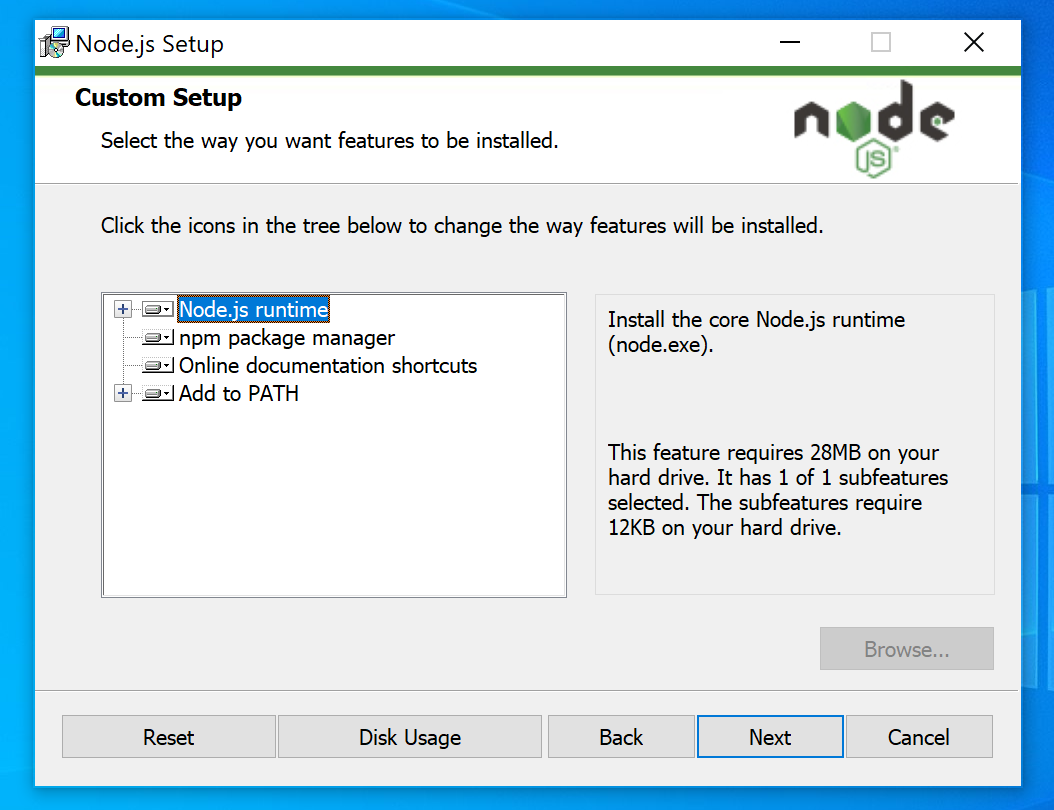 Node.js Setup
Custom Setup
Select the way you want features to be installed.
node
JS
Click the icons in the tree below to change the way features will be installed.
Node.js runtime
npm package manager
Online documentation shortcuts
Add to PATH
Install the core Node.js runtime
(node.exe).
This feature requires 28MB on your
hard drive. It has 1 of 1 subfeatures
selected. The subfeatures require
12KB on your hard drive.
Browse...
Reset
Disk Usage
Back
Next
Cancel